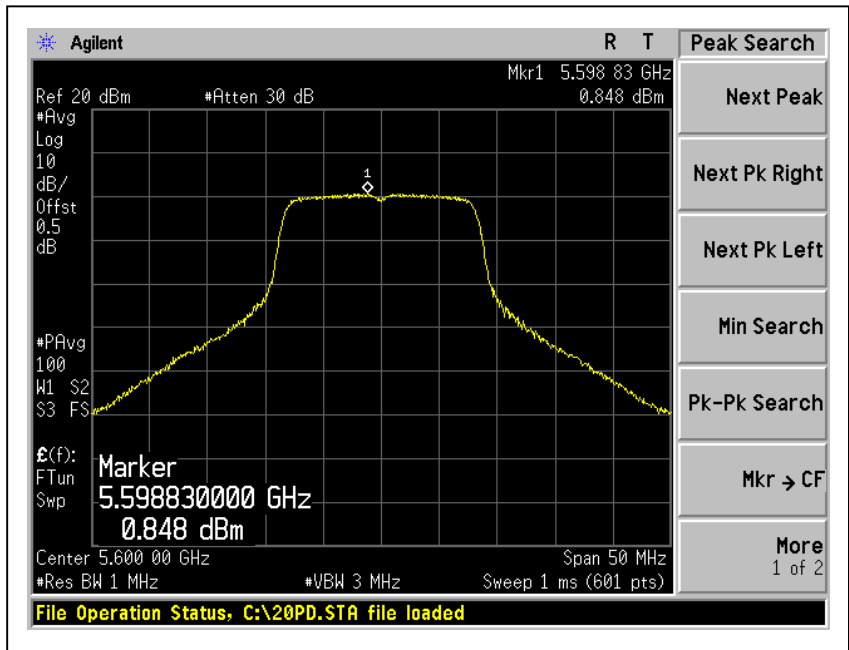 Agilent R T
Mkr1 5.598 83 GHz
Ref 20 dBm #Atten 30 dB 0.848 dBm
#Avg
Log
10
dB/
Offst
0.5
dB
1
#PAvg
100
W1 S2
S3 FS
£(f):
FTun
Swp
Marker
5.598830000 GHz
0.848 dBm
Center 5.600 00 GHz Span 50 MHz
#Res BW 1 MHz #VBW 3 MHz Sweep 1 ms (601 pts)
File Operation Status, C:\20PD.STA file loaded
Peak Search
Next Peak
Next Pk Right
Next Pk Left
Min Search
Pk-Pk Search
Mkr → CF
More
1 of 2